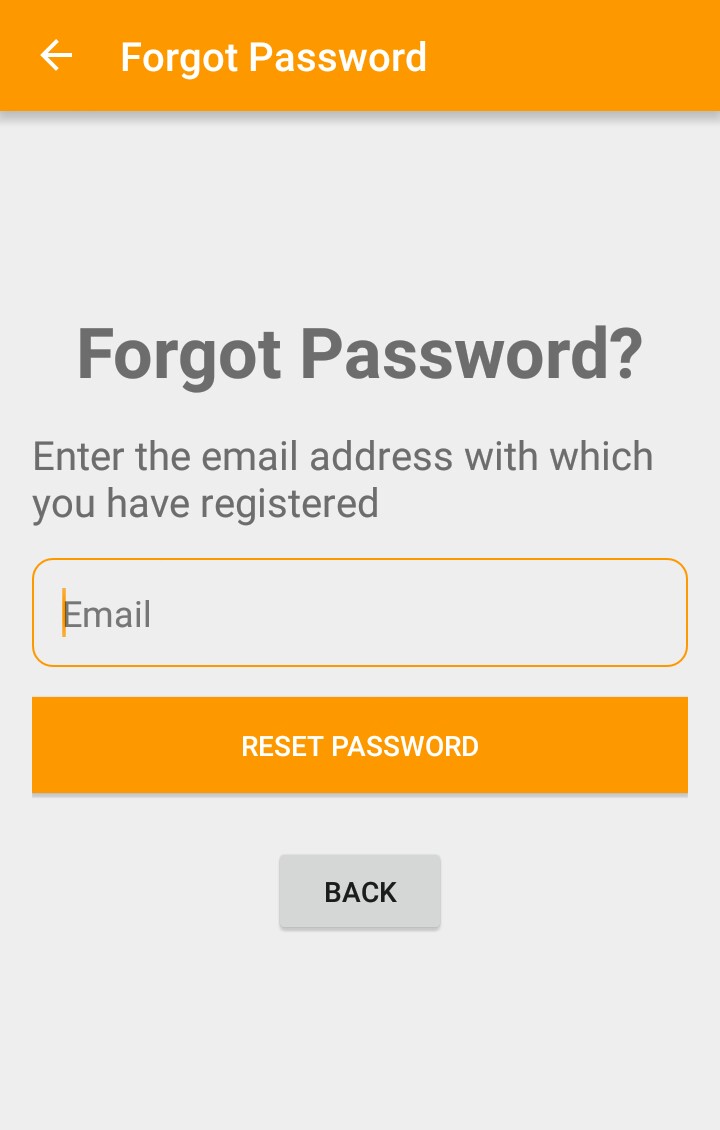 Forgot Password
Forgot Password?
Enter the email address with which
you have registered
Email
RESET PASSWORD
BACK